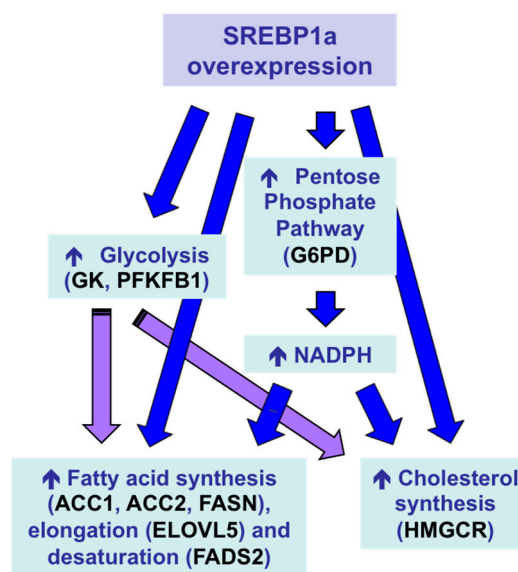 SREBP1a
overexpression
Pentose
Phosphate
Pathway
(G6PD)
Glycolysis
(GK, PFKFB1)
NADPH
Fatty acid synthesis
(ACC1, ACC2, FASN),
elongation (ELOVL5) and
desaturation (FADS2)
Cholesterol
synthesis
(HMGCR)